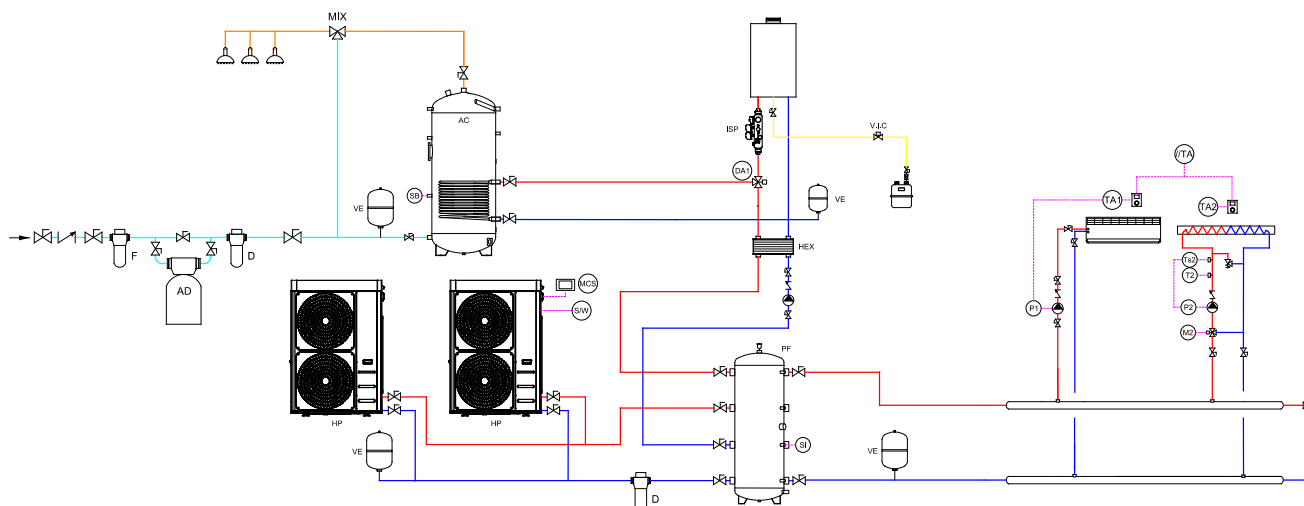 MIX
AC
ISP
V.I.C
DA1
//TA
TA1
TA2
SB
VE
VE
HEX
F
D
AD
Ts2
T2
MCS
S/W
P1
P2
M2
PF
HP
HP
VE
SI
VE
D